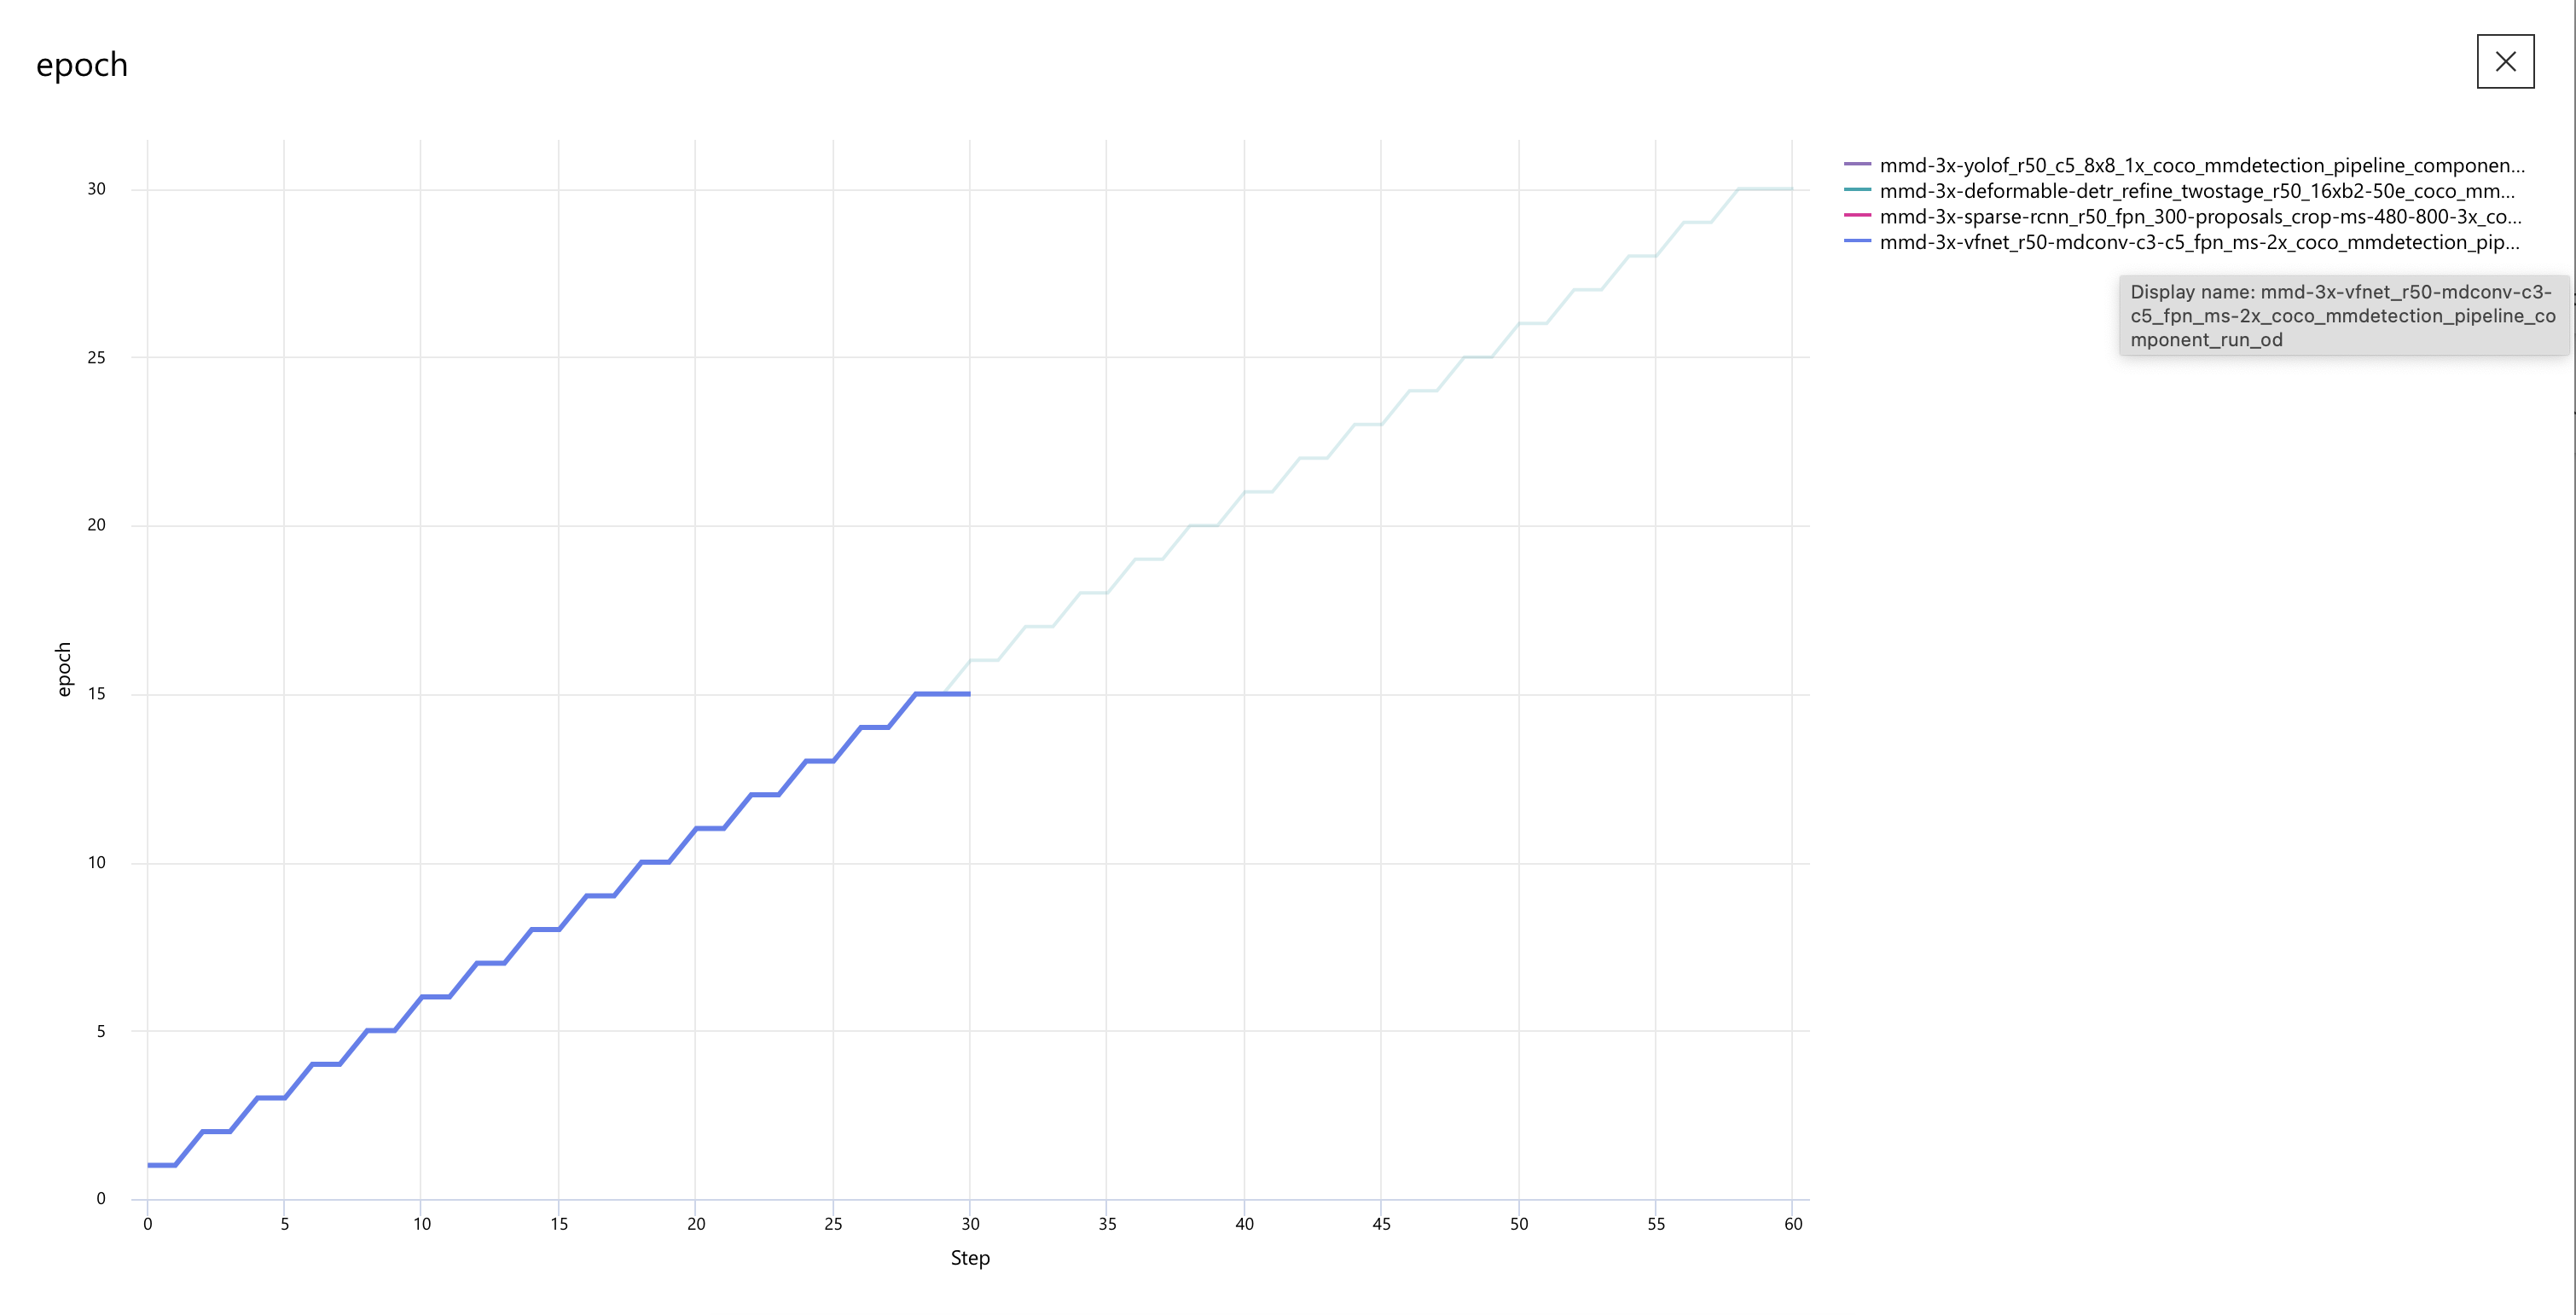 epoch
mmd-3x-yolof_r50_c5_8x8_1x_coco_mmdetection_pipeline_componen...
mmd-3x-deformable-detr_refine_twostage_r50_16xb2-50e_coco_mm...
mmd-3x-sparse-rcnn_r50_fpn_300-proposals_crop-ms-480-800-3x_co...
mmd-3x-vfnet_r50-mdconv-c3-c5_fpn_ms-2x_coco_mmdetection_pip...
Display name: mmd-3x-vfnet_r50-mdconv-c3-
c5_fpn_ms-2x_coco_mmdetection_pipeline_co
mponent_run_od
30
25
20
15
10
5
0
epoch
0 5 10 15 20 25 30 35 40 45 50 55 60
Step